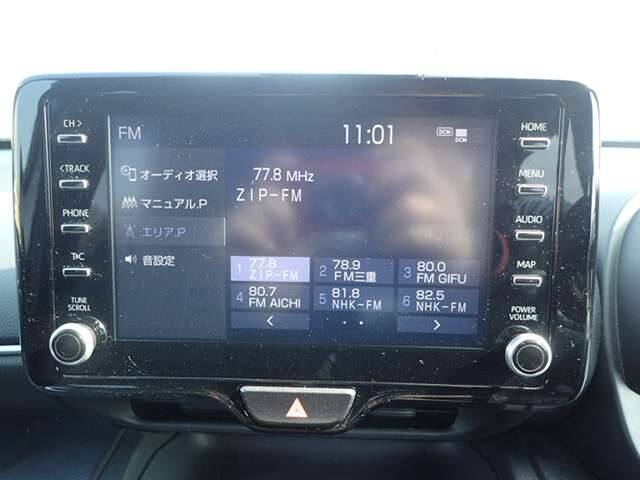 CH>
<TRACK
PHONE
T/C
TUNE
SCROLL
FM
11:01
DCM
DCM
オーディオ選択
マニュアル.P
エリア.P
音設定
77.8 MHz
ZIP-FM
1 77.8 ZIP-FM
2 78.9 FM三重
3 80.0 FM GIFU
4 80.7 FM AICHI
5 81.8 NHK-FM
6 82.5 NHK-FM
<
>
HOME
MENU
AUDIO
MAP
POWER
VOLUME